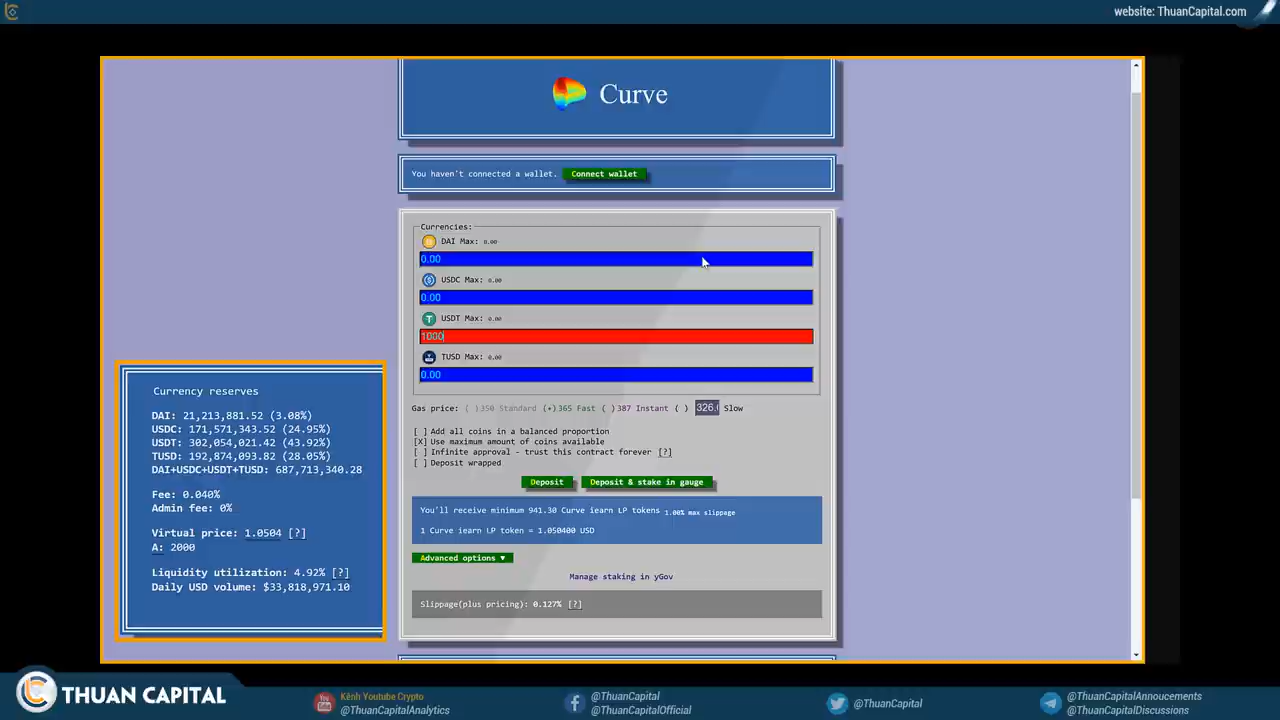 website: ThuanCapital.com
Curve
You haven't connected a wallet. Connect wallet
Currencies:
DAI Max: 0.00
0.00
USDC Max: 0.00
0.00
USDT Max: 0.00
1000
TUSD Max: 0.00
0.00
Gas price: ( )350 Standard (+)365 Fast ( )387 Instant ( ) 326. Slow
[ ] Add all coins in a balanced proportion
[X] Use maximum amount of coins available
[ ] Infinite approval - trust this contract forever [?]
[ ] Deposit wrapped
Deposit Deposit & stake in gauge
You'll receive minimum 941.30 Curve iearn LP tokens 1.00% max slippage
1 Curve iearn LP token = 1.050400 USD
Advanced options ▼
Manage staking in yGov
Slippage(plus pricing): 0.127% [?]
Currency reserves
DAI: 21,213,881.52 (3.08%)
USDC: 171,571,343.52 (24.95%)
USDT: 302,054,021.42 (43.92%)
TUSD: 192,874,093.82 (28.05%)
DAI+USDC+USDT+TUSD: 687,713,340.28
Fee: 0.040%
Admin fee: 0%
Virtual price: 1.0504 [?]
A: 2000
Liquidity utilization: 4.92% [?]
Daily USD volume: $33,818,971.10
THUAN CAPITAL
You Tube
Kênh Youtube Crypto
@ThuanCapitalAnalytics
@ThuanCapital
@ThuanCapitalOfficial
@ThuanCapital
@ThuanCapitalAnnoucements
@ThuanCapitalDiscussions